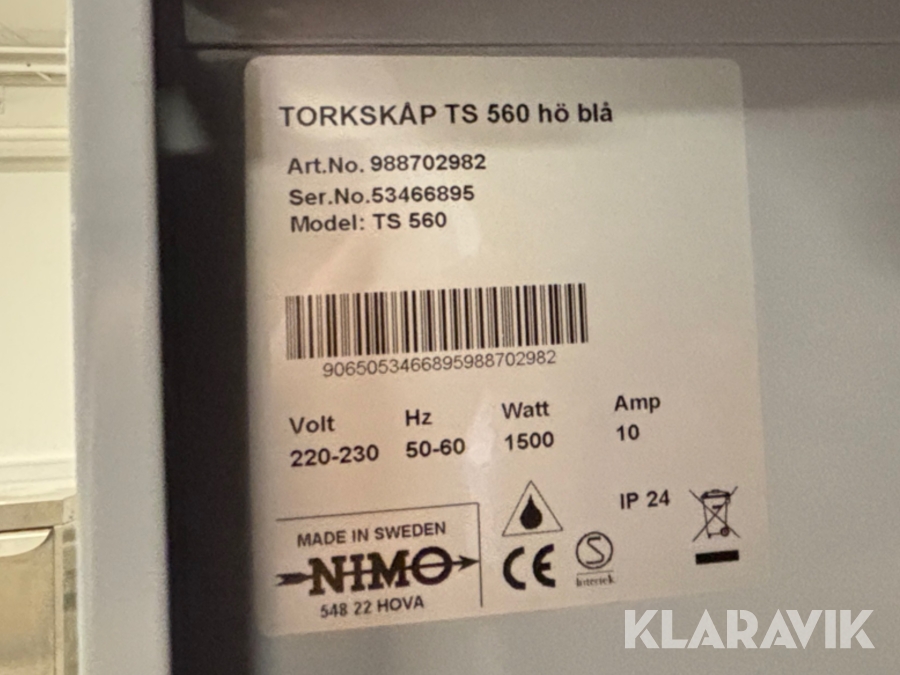 TORKSKÅP TS 560 hö blå
Art.No. 988702982
Ser.No.53466895
Model: TS 560
9065053466895988702982
Volt Hz Watt Amp
220-230 50-60 1500 10
IP 24
MADE IN SWEDEN
NIMO
548 22 HOVA
CE
S
Intertek
KLARAVIK